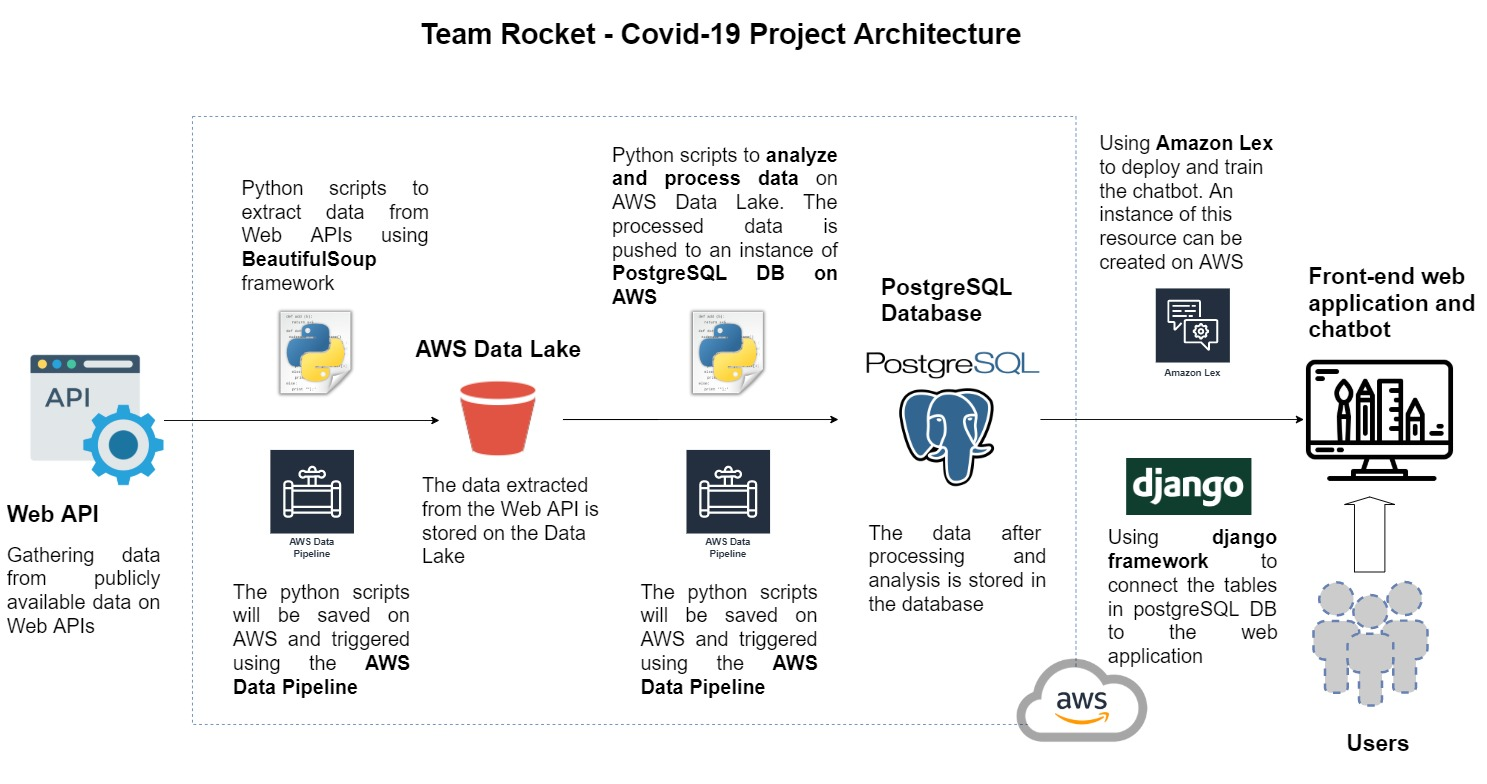 Team Rocket - Covid-19 Project Architecture
API
Web API
Gathering data
from publicly
available data on
Web APIs
Python scripts to
extract data from
Web APIs using
BeautifulSoup
framework
AWS Data
Pipeline
The python scripts
will be saved on
AWS and triggered
using the AWS
Data Pipeline
AWS Data Lake
The data extracted
from the Web API is
stored on the Data
Lake
Python scripts to analyze
and process data on
AWS Data Lake. The
processed data is
pushed to an instance of
PostgreSQL DB on
AWS
AWS Data
Pipeline
The python scripts
will be saved on
AWS and triggered
using the AWS
Data Pipeline
PostgreSQL
Database
PostgreSQL
The data after
processing and
analysis is stored in
the database
aws
Using Amazon Lex
to deploy and train
the chatbot. An
instance of this
resource can be
created on AWS
Amazon Lex
django
Using django
framework to
connect the tables
in postgreSQL DB
to the web
application
Front-end web
application and
chatbot
Users